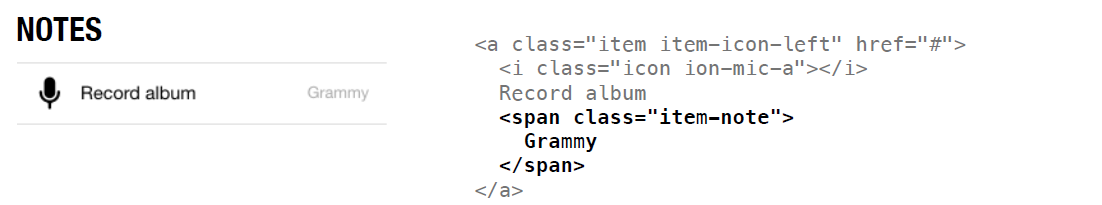 NOTES
Record album Grammy
<a class="item item-icon-left" href="#">
<i class="icon ion-mic-a"></i>
Record album
<span class="item-note">
Grammy
</span>
</a>